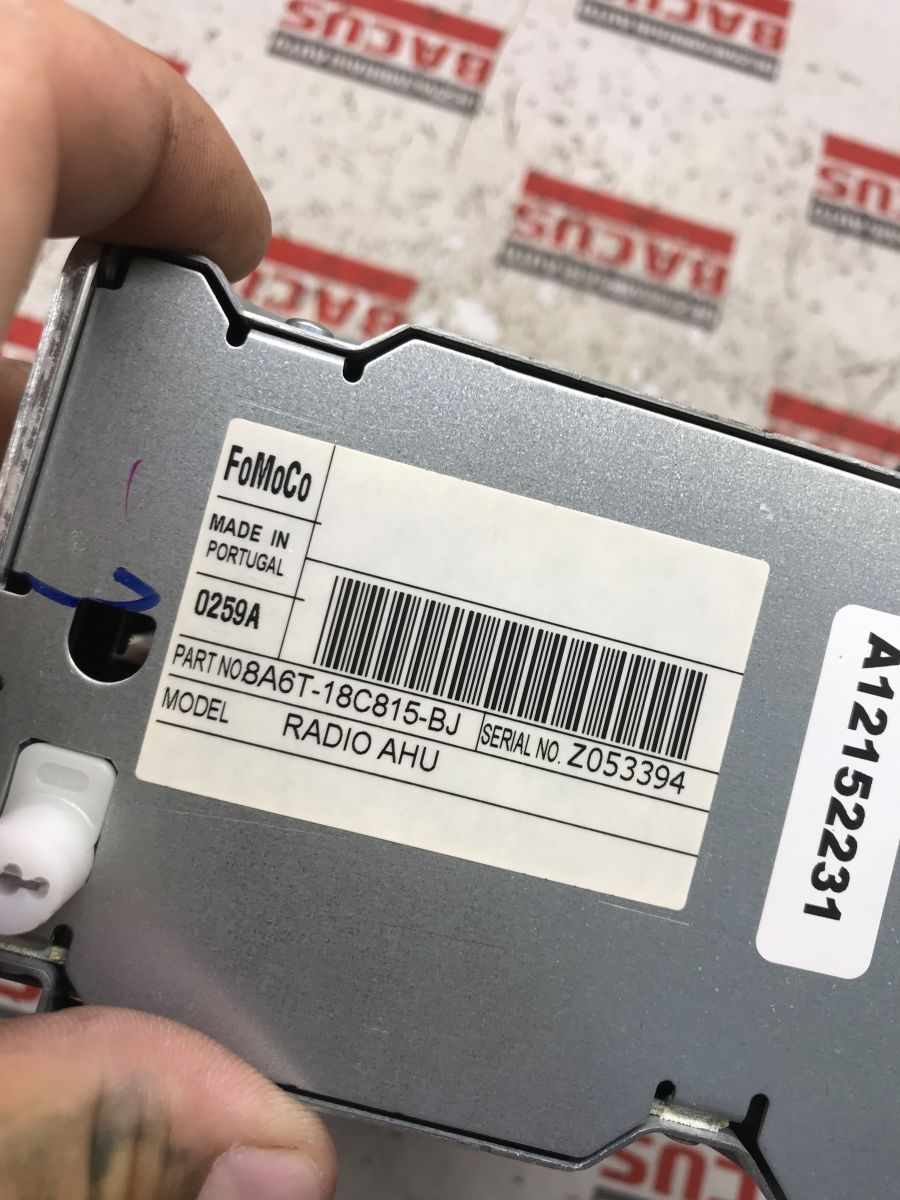 BACUS
BACUS
BACUS
BACUS
FoMoCo
MADE IN
PORTUGAL
0259A
PART NO. 8A6T-18C815-BJ
SERIAL NO. Z053394
MODEL RADIO AHU
A12152231